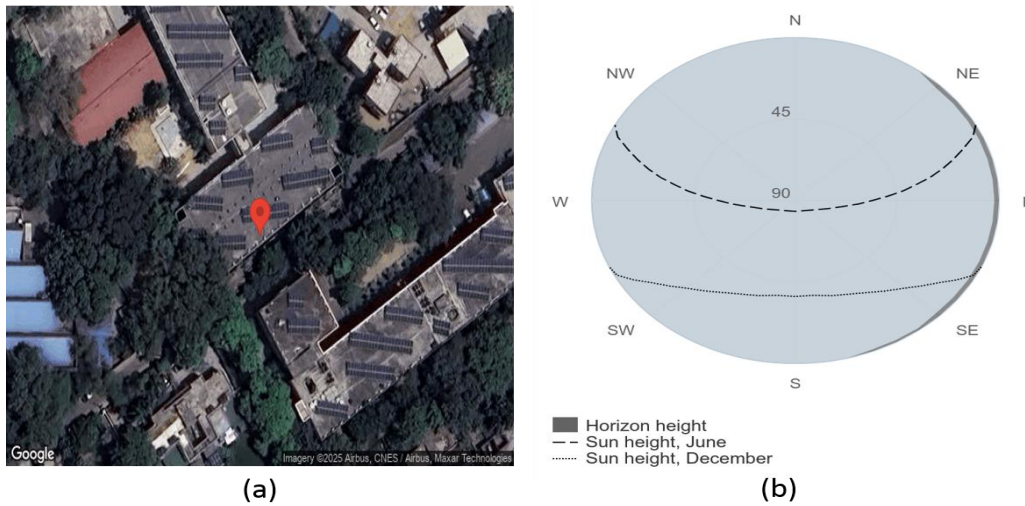 Google
Imagery ©2025 Airbus, CNES / Airbus, Maxar Technologies
(a)
N
NW
NE
45
W
90
SW
SE
S
Horizon height
Sun height, June
Sun height, December
(b)